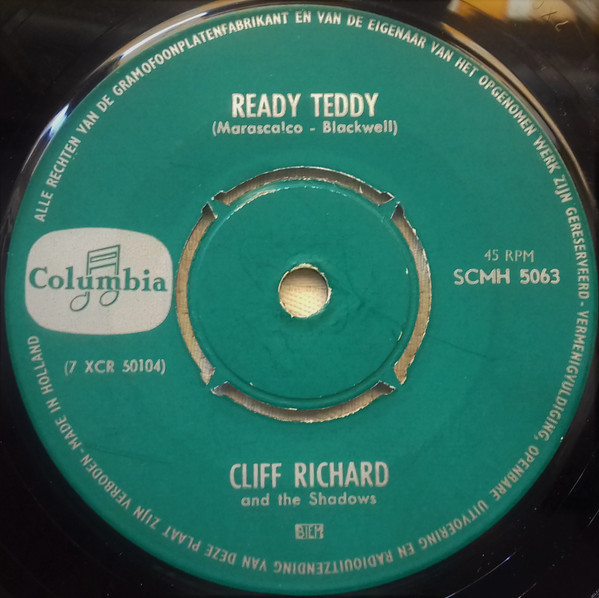 ALLE RECHTEN VAN DE GRAMOFOONPLATENFABRIKANT EN VAN DE EIGENAAR VAN HET OPGENOMEN WERK ZIJN GERESERVEERD - VERMENIGVULDIGING, OPENBARE UITVOERING EN RADIOUITZENDING VAN DEZE PLAAT ZIJN VERBODEN - MADE IN HOLLAND
READY TEDDY
(Marascalco - Blackwell)
Columbia
45 RPM
SCMH 5063
(7 XCR 50104)
CLIFF RICHARD
and the Shadows